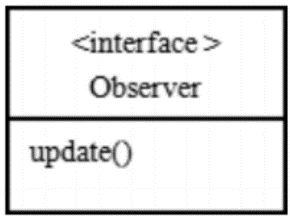 <interface >
Observer
update()